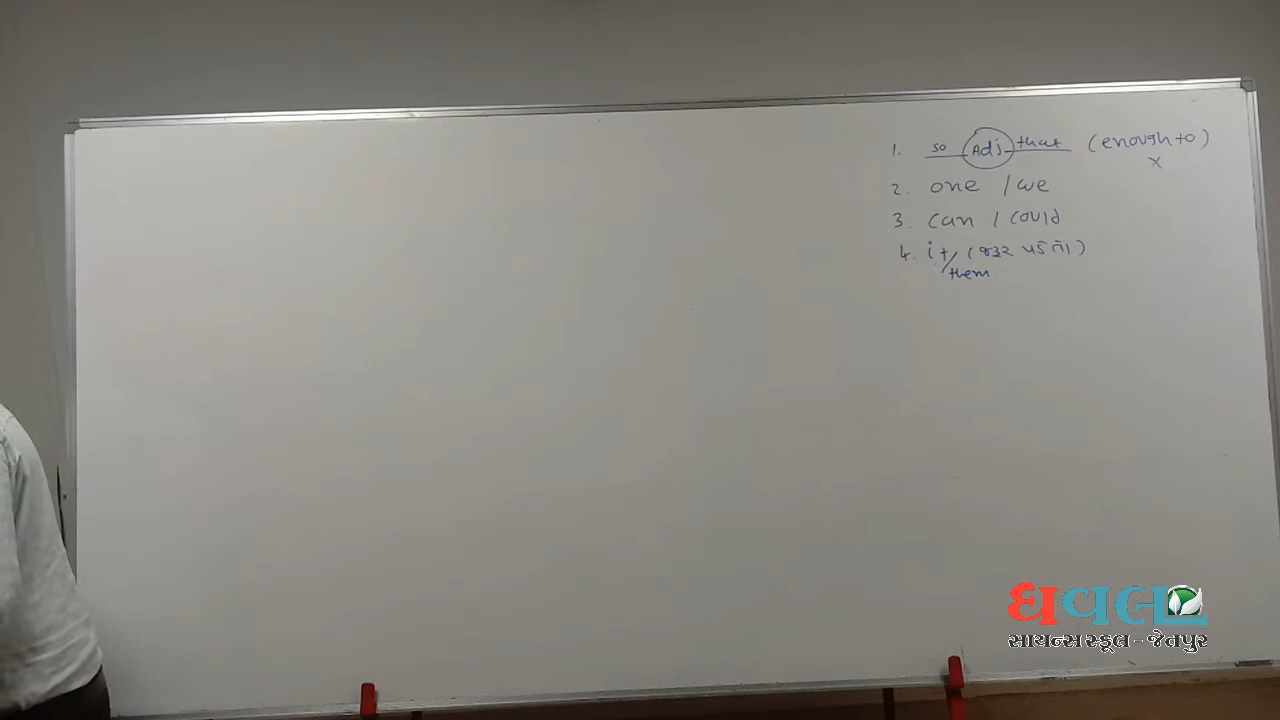 1. so Adj that (enough to)
x
2. one / we
3. can / could
4. it / (જરૂર પડે તો)
them
ધવલ
સાયન્સ સ્કૂલ - જેતપુર